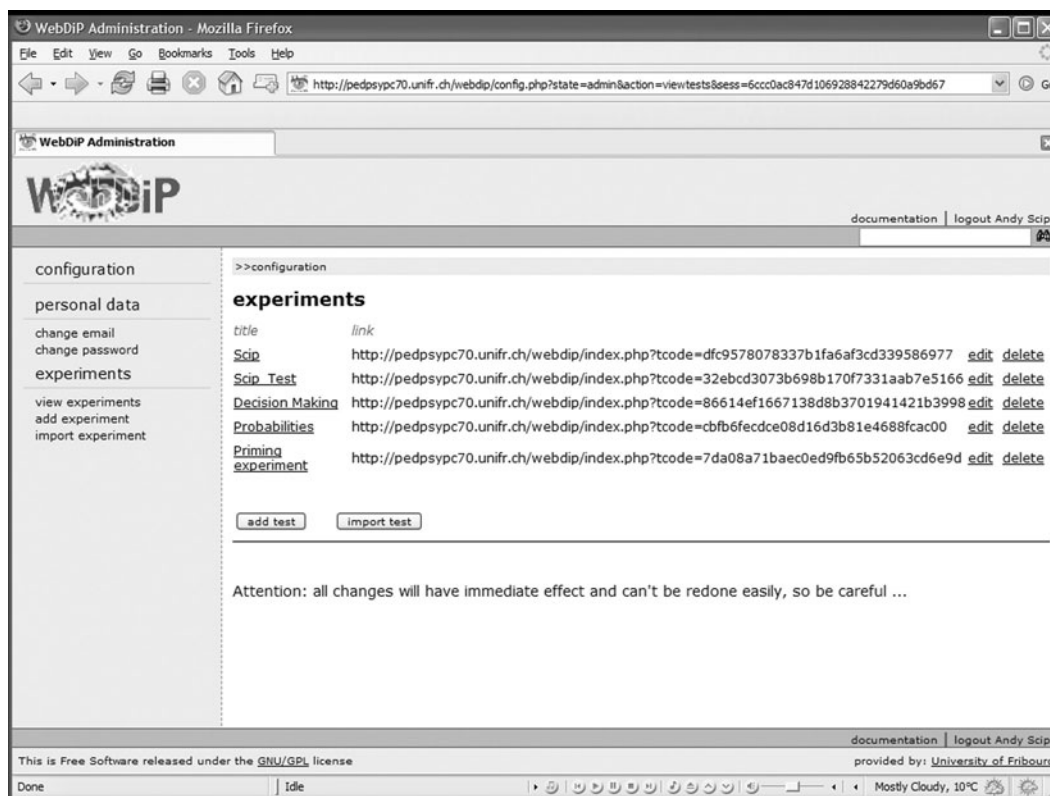 WebDiP Administration - Mozilla Firefox
File Edit View Go Bookmarks Tools Help
http://pedpsypc70.unifr.ch/webdip/config.php?state=admin&action=viewtests&sess=6ccc0ac847d106928842279d60a9bd67 G
WebDiP Administration
WebDiP
documentation | logout Andy Scip
configuration
personal data
change email
change password
experiments
view experiments
add experiment
import experiment
>>configuration
experiments
title link
Scip http://pedpsypc70.unifr.ch/webdip/index.php?tcode=dfc9578078337b1fa6af3cd339586977 edit delete
Scip_Test http://pedpsypc70.unifr.ch/webdip/index.php?tcode=32ebcd3073b698b170f7331aab7e5166 edit delete
Decision Making http://pedpsypc70.unifr.ch/webdip/index.php?tcode=86614ef1667138d8b3701941421b3998 edit delete
Probabilities http://pedpsypc70.unifr.ch/webdip/index.php?tcode=cbfb6fecdce08d16d3b81e4688fcac00 edit delete
Priming
experiment http://pedpsypc70.unifr.ch/webdip/index.php?tcode=7da08a71baec0ed9fb65b52063cd6e9d edit delete
add test import test
Attention: all changes will have immediate effect and can't be redone easily, so be careful ...
documentation | logout Andy Scip
This is Free Software released under the GNU/GPL license provided by: University of Fribour
Done Idle Mostly Cloudy, 10°C